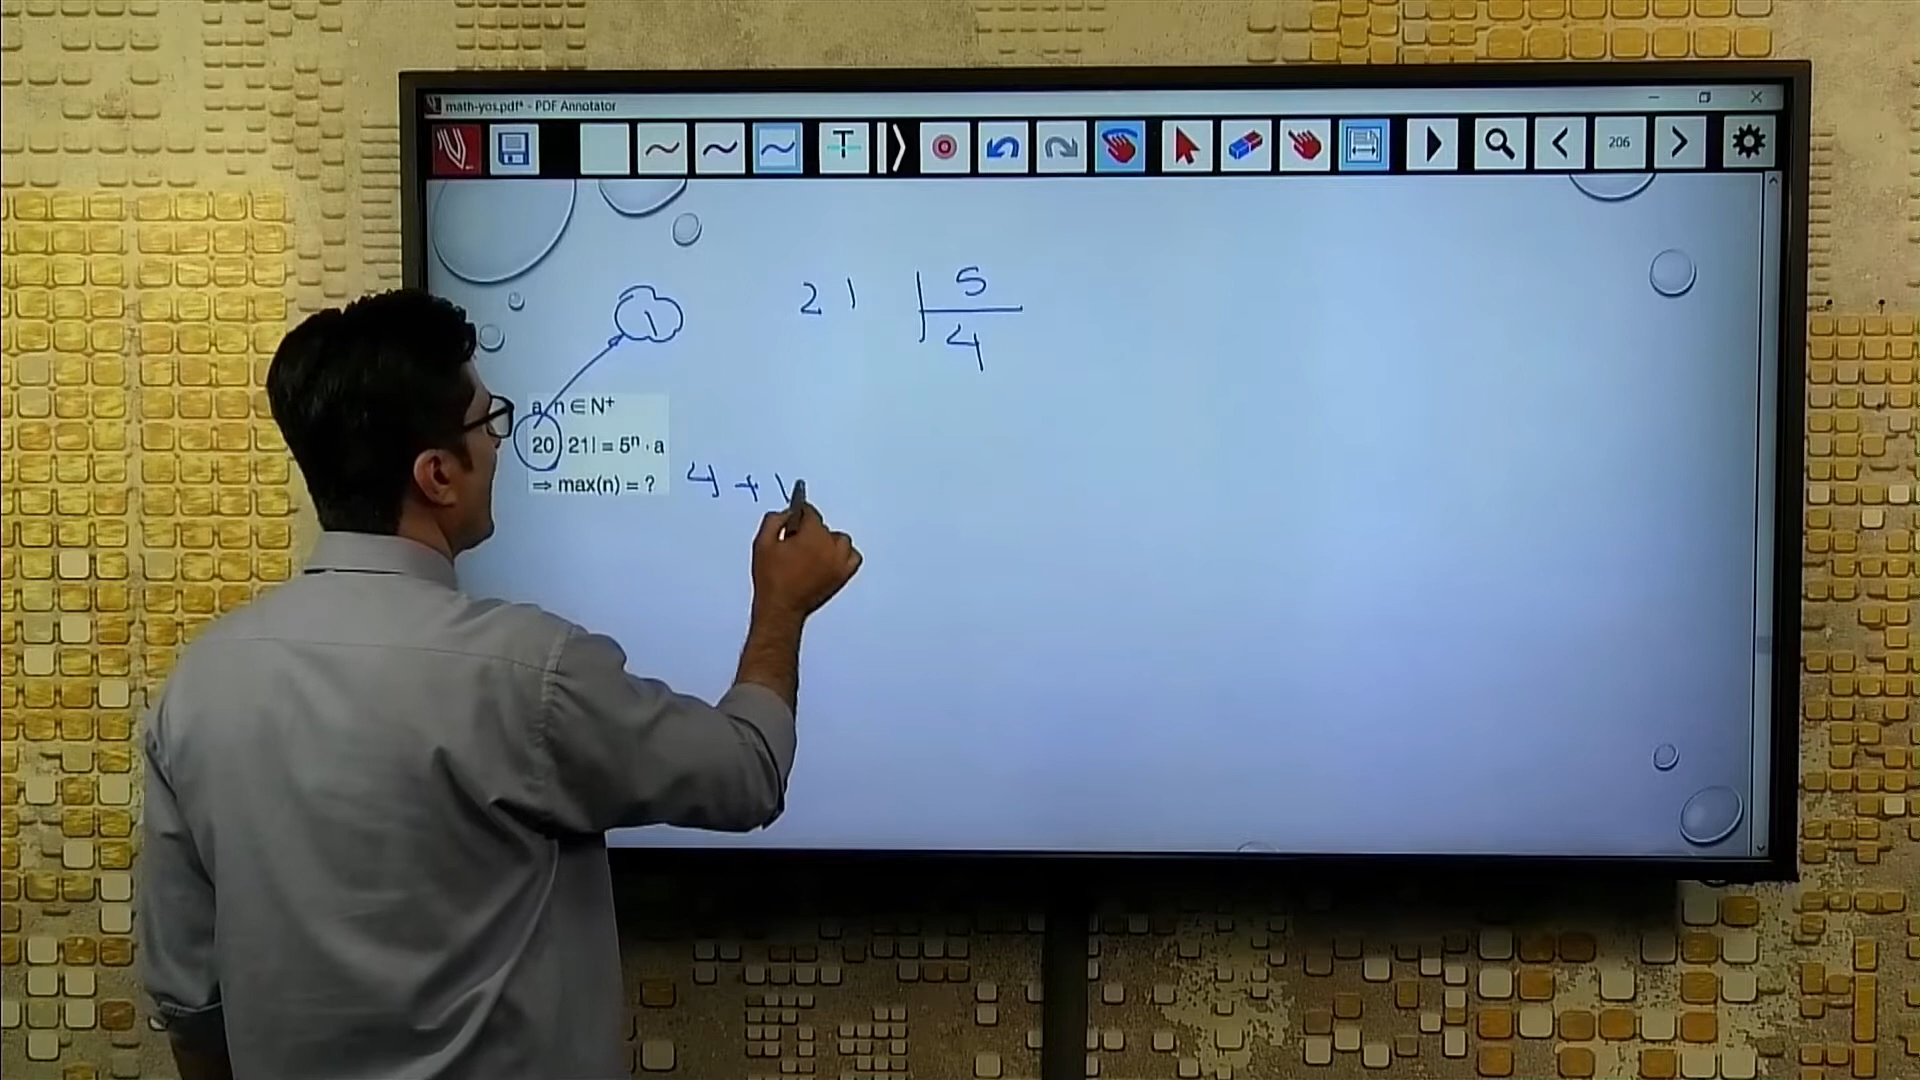 math-yos.pdf* - PDF Annotator
T
206
1
21 5
4
a, n ∈ N⁺
20 21! = 5ⁿ · a
⇒ max(n) = ? 4 + 1